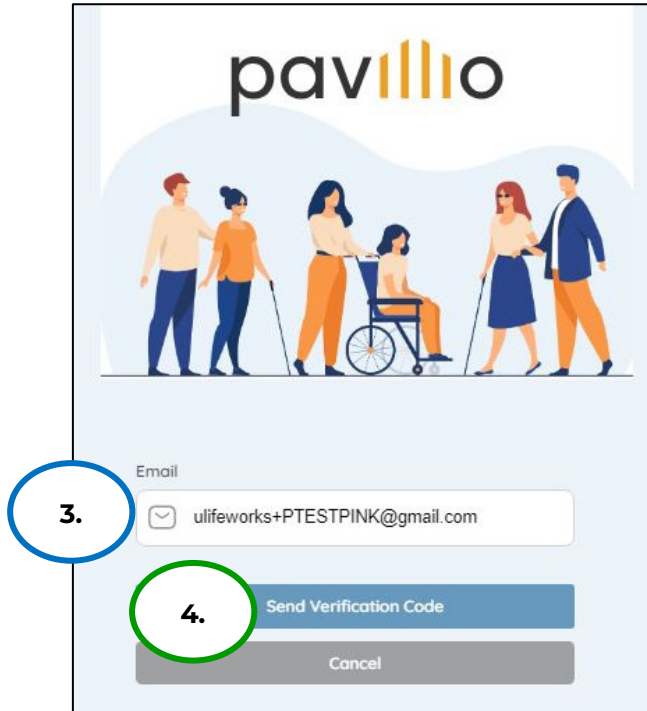 pavillio
Email
3.
ulifeworks+PTESTPINK@gmail.com
4.
Send Verification Code
Cancel